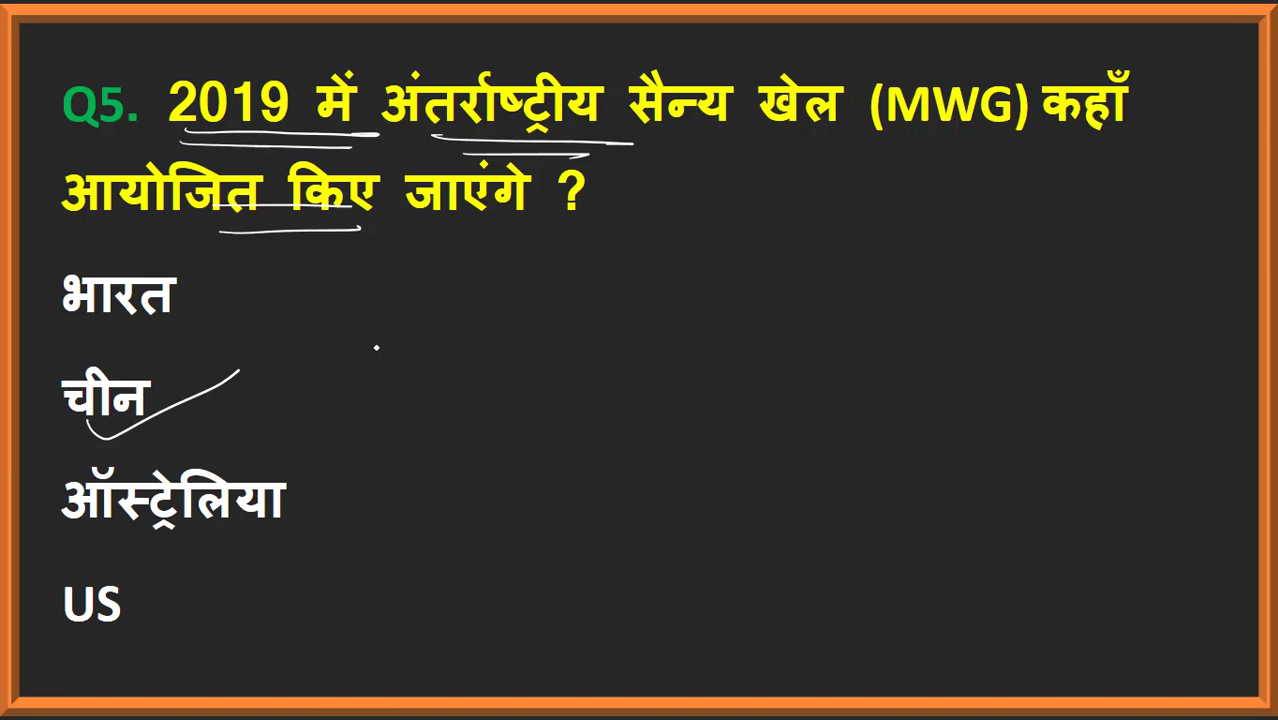 Q5. 2019 में अंतर्राष्ट्रीय सैन्य खेल (MWG) कहाँ
आयोजित किए जाएंगे ?
भारत
चीन
ऑस्ट्रेलिया
US